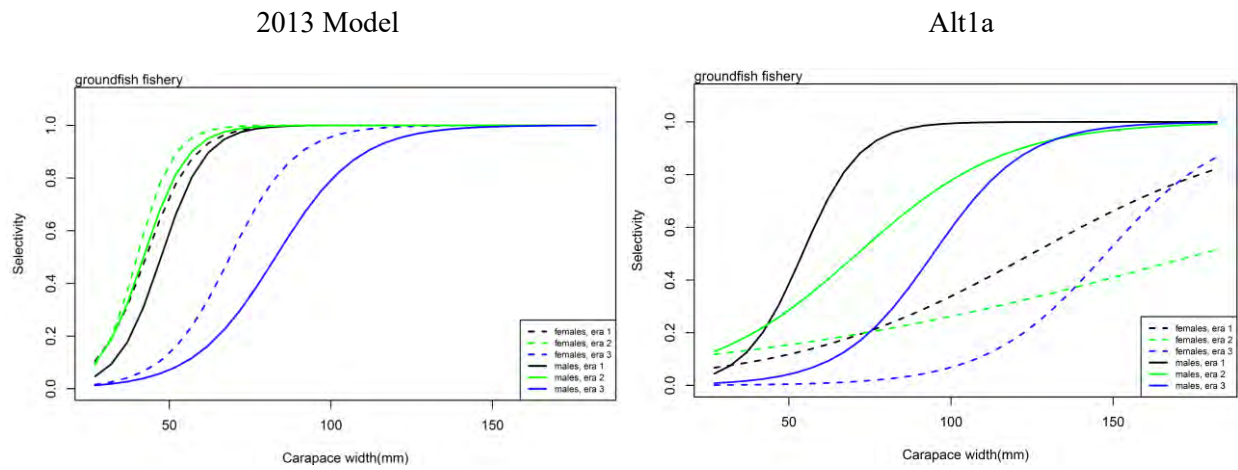 2013 Model
groundfish fishery
Selectivity
1.0
0.8
0.6
0.4
0.2
0.0
females, era 1
females, era 2
females, era 3
males, era 1
males, era 2
males, era 3
50
100
150
Carapace width(mm)
Alt1a
groundfish fishery
Selectivity
1.0
0.8
0.6
0.4
0.2
0.0
females, era 1
females, era 2
females, era 3
males, era 1
males, era 2
males, era 3
50
100
150
Carapace width(mm)